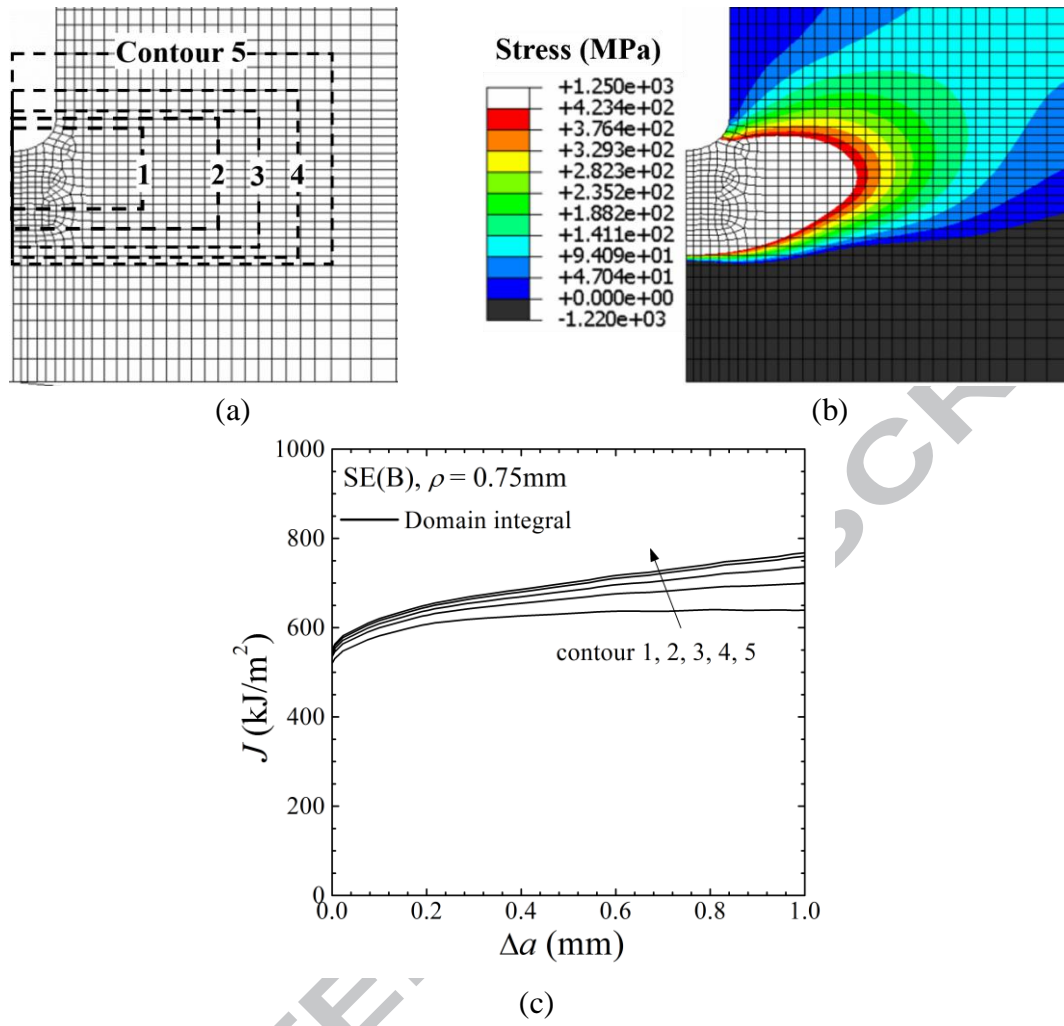 Contour 5
1 2 3 4
(a)
Stress (MPa)
+1.250e+03
+4.234e+02
+3.764e+02
+3.293e+02
+2.823e+02
+2.352e+02
+1.882e+02
+1.411e+02
+9.409e+01
+4.704e+01
+0.000e+00
-1.220e+03
(b)
1000
800
600
400
200
0
J (kJ/m²)
SE(B), ρ = 0.75mm
Domain integral
contour 1, 2, 3, 4, 5
0.0 0.2 0.4 0.6 0.8 1.0
Δa (mm)
(c)